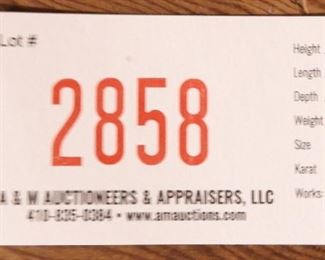 Lot #
2858
A & M AUCTIONEERS & APPRAISERS, LLC
410-835-0384 • www.amauctions.com
Height
Length
Depth
Weight
Size
Karat
Works